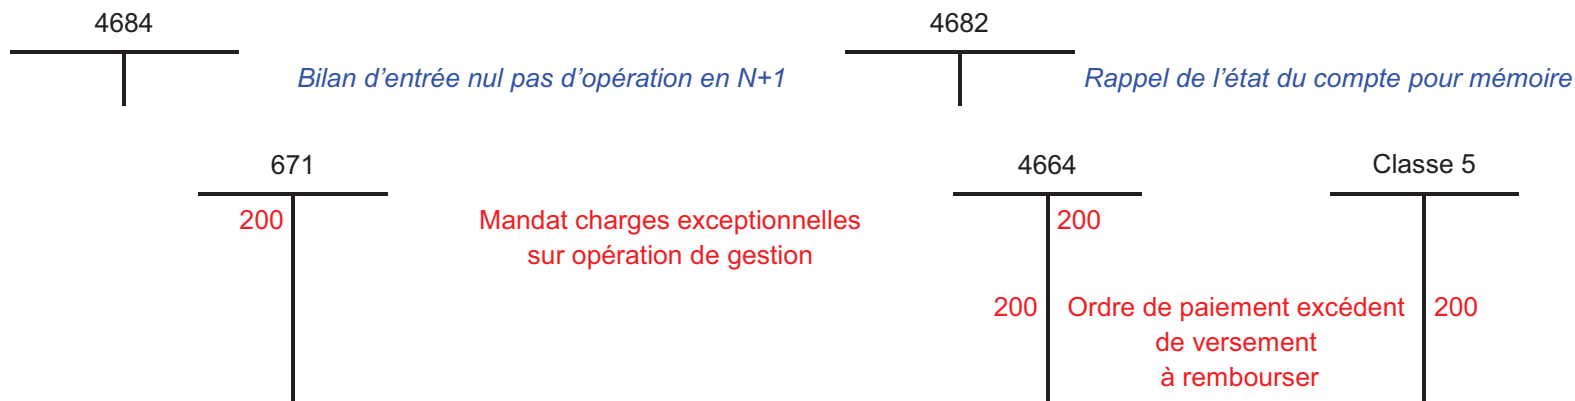 4684
4682
Bilan d’entrée nul pas d’opération en N+1
Rappel de l’état du compte pour mémoire
671
4664
Classe 5
200
Mandat charges exceptionnelles
sur opération de gestion
200
200
Ordre de paiement excédent
de versement
à rembourser
200